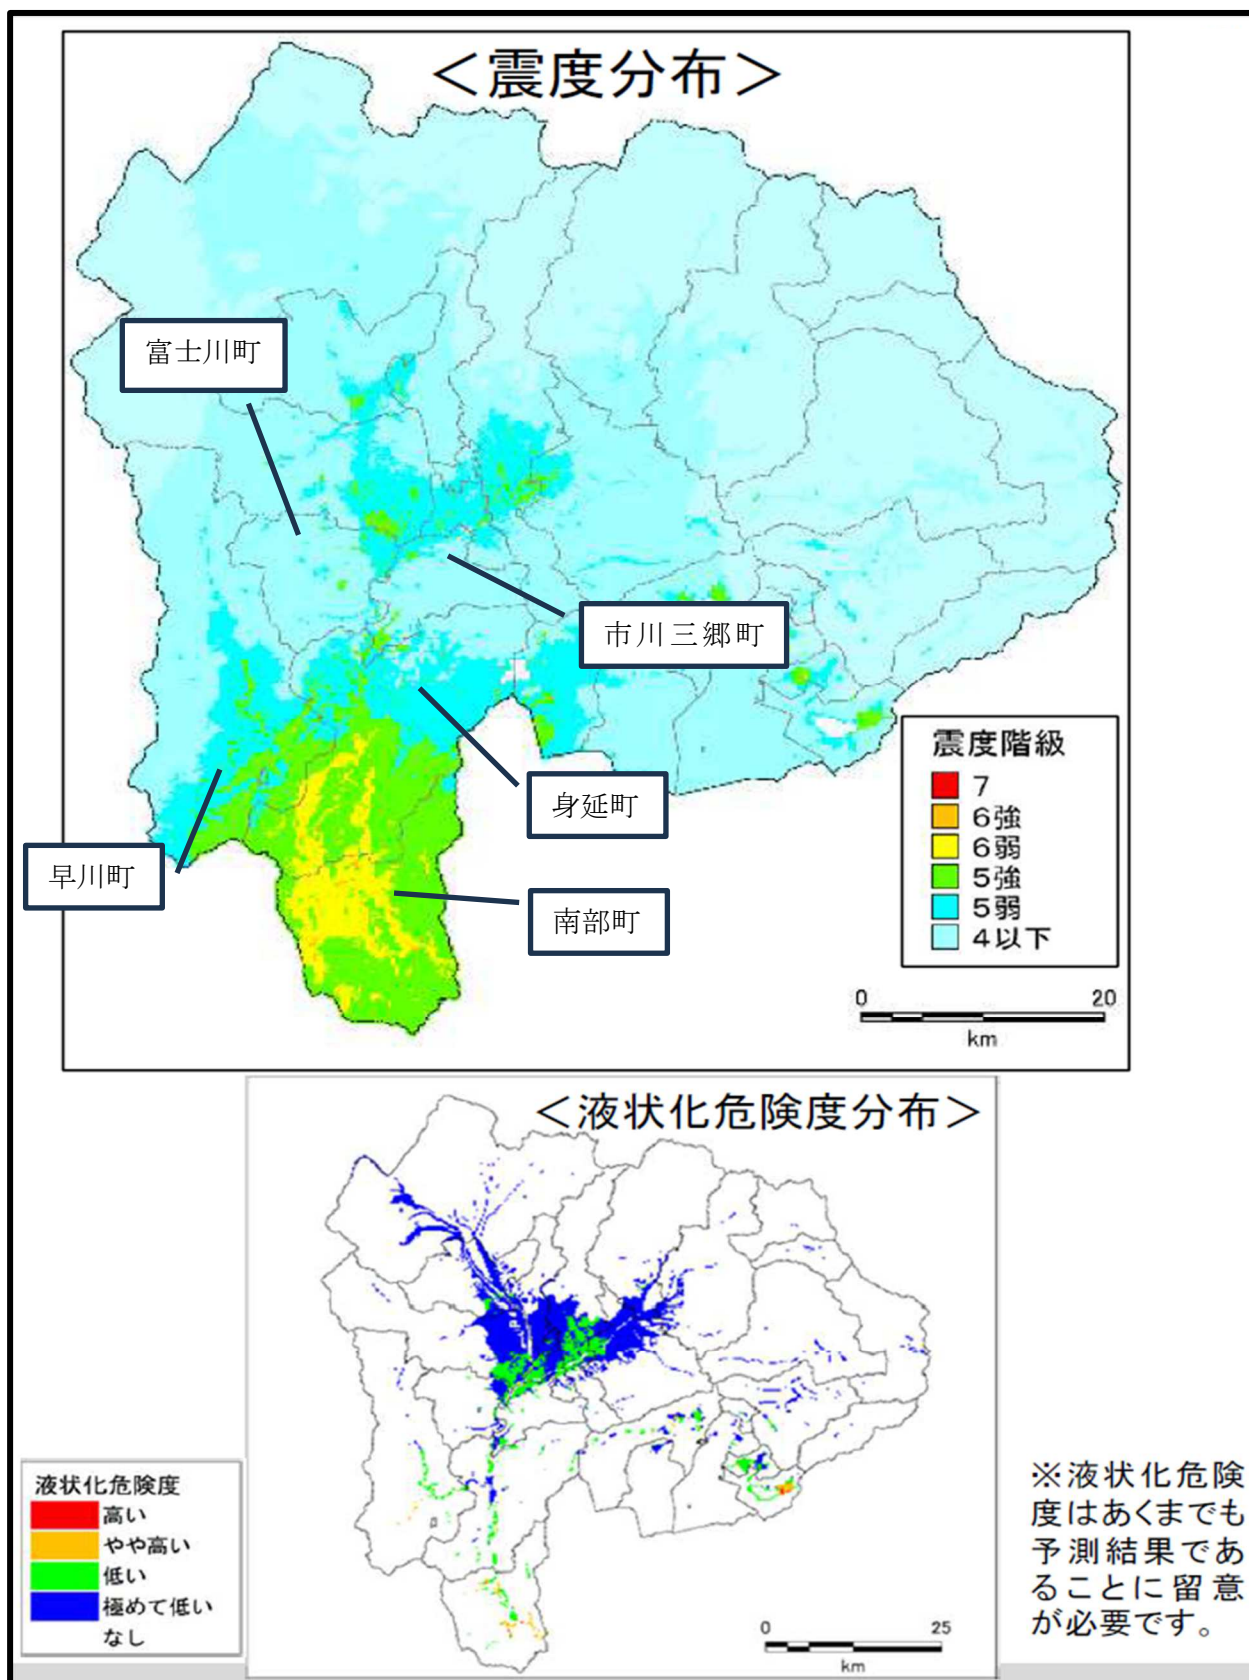 ＜震度分布＞
富士川町
市川三郷町
身延町
早川町
南部町
震度階級
7
6強
6弱
5強
5弱
4以下
0 20
km
＜液状化危険度分布＞
液状化危険度
高い
やや高い
低い
極めて低い
なし
0 25
km
※液状化危険
度はあくまでも
予測結果であ
ることに留意
が必要です。